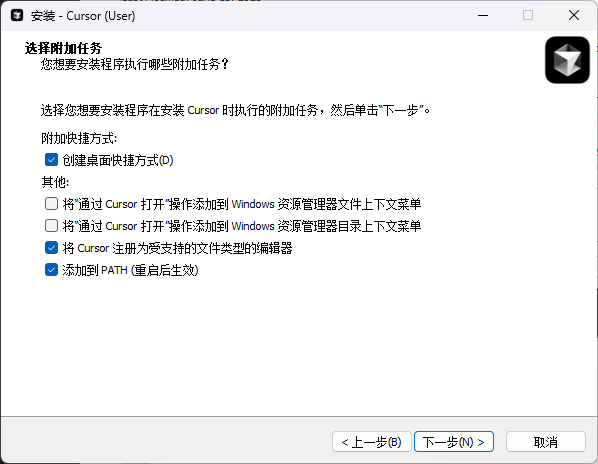 安装 - Cursor (User)
选择附加任务
您想要安装程序执行哪些附加任务？
选择您想要安装程序在安装 Cursor 时执行的附加任务，然后单击“下一步”。
附加快捷方式:
创建桌面快捷方式(D)
其他:
将“通过 Cursor 打开”操作添加到 Windows 资源管理器文件上下文菜单
将“通过 Cursor 打开”操作添加到 Windows 资源管理器目录上下文菜单
将 Cursor 注册为受支持的文件类型的编辑器
添加到 PATH (重启后生效)
< 上一步(B) 下一步(N) > 取消